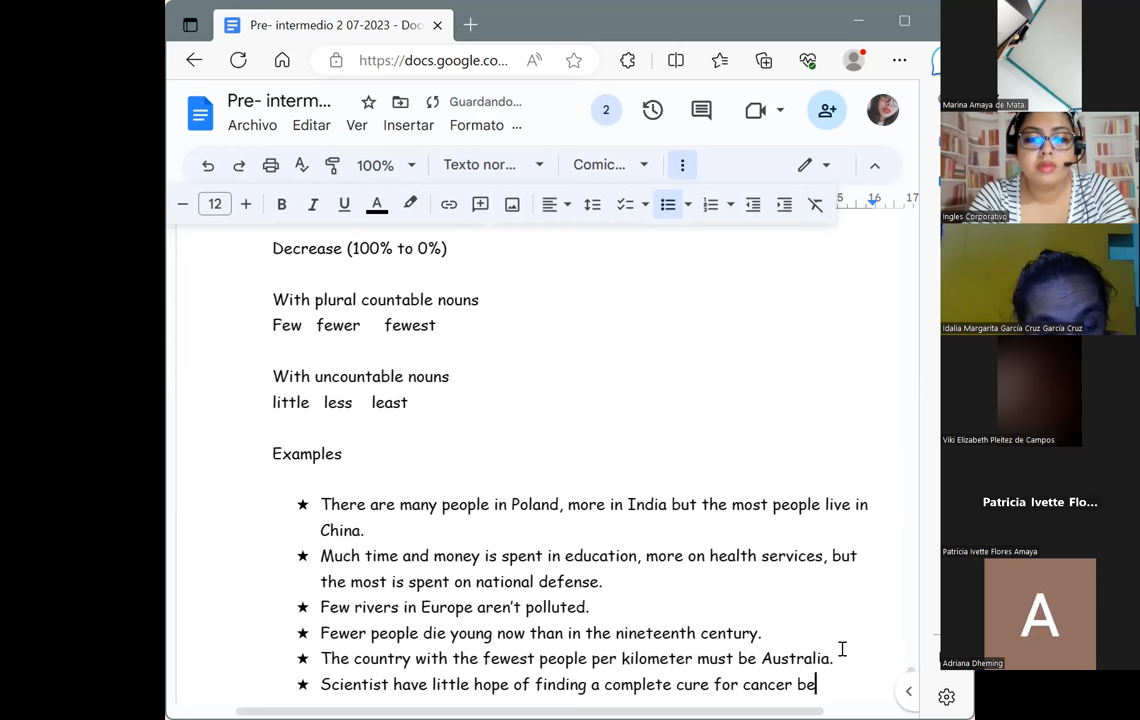 Pre- intermedio 2 07-2023 - Doc
https://docs.google.co...
Pre- interm...
Guardando...
2
Archivo Editar Ver Insertar Formato ...
100% Texto nor... Comic...
12
15 16 17
Decrease (100% to 0%)
With plural countable nouns
Few fewer fewest
With uncountable nouns
little less least
Examples
★ There are many people in Poland, more in India but the most people live in
China.
★ Much time and money is spent in education, more on health services, but
the most is spent on national defense.
★ Few rivers in Europe aren't polluted.
★ Fewer people die young now than in the nineteenth century.
★ The country with the fewest people per kilometer must be Australia.
★ Scientist have little hope of finding a complete cure for cancer be
Marina Amaya de Mata.
Ingles Corporativo
Idalia Margarita García Cruz García Cruz
Viki Elizabeth Pleitez de Campos
Patricia Ivette Flo...
Patricia Ivette Flores Amaya
A
Adriana Dheming